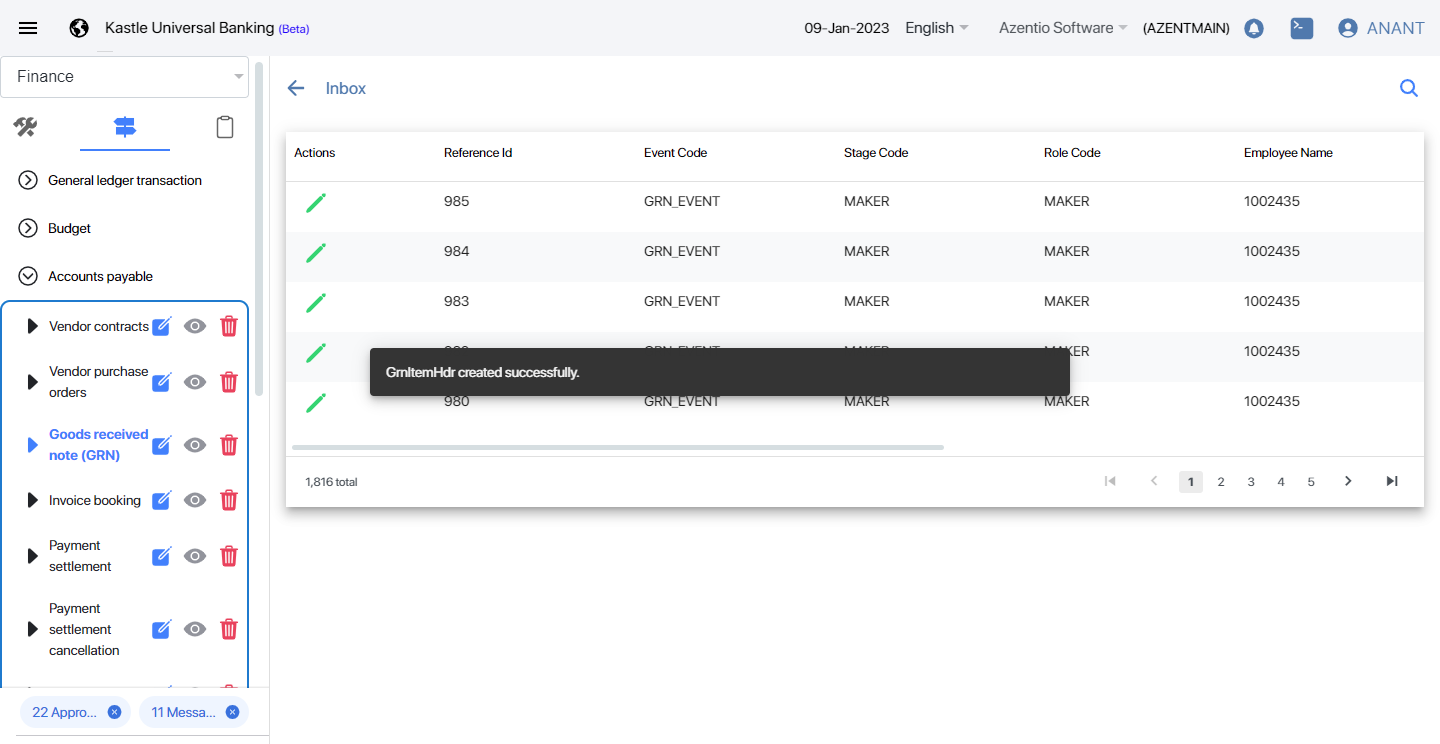 Kastle Universal Banking (Beta)
09-Jan-2023 English Azentio Software (AZENTMAIN) ANANT
Finance
General ledger transaction
Budget
Accounts payable
Vendor contracts
Vendor purchase
orders
Goods received
note (GRN)
Invoice booking
Payment
settlement
Payment
settlement
cancellation
22 Appro... 11 Messa...
Inbox
Actions Reference Id Event Code Stage Code Role Code Employee Name
985 GRN_EVENT MAKER MAKER 1002435
984 GRN_EVENT MAKER MAKER 1002435
983 GRN_EVENT MAKER MAKER 1002435
GRN_EVENT MAKER MAKER 1002435
GrnItemHdr created successfully.
980 GRN_EVENT MAKER MAKER 1002435
1,816 total
1 2 3 4 5